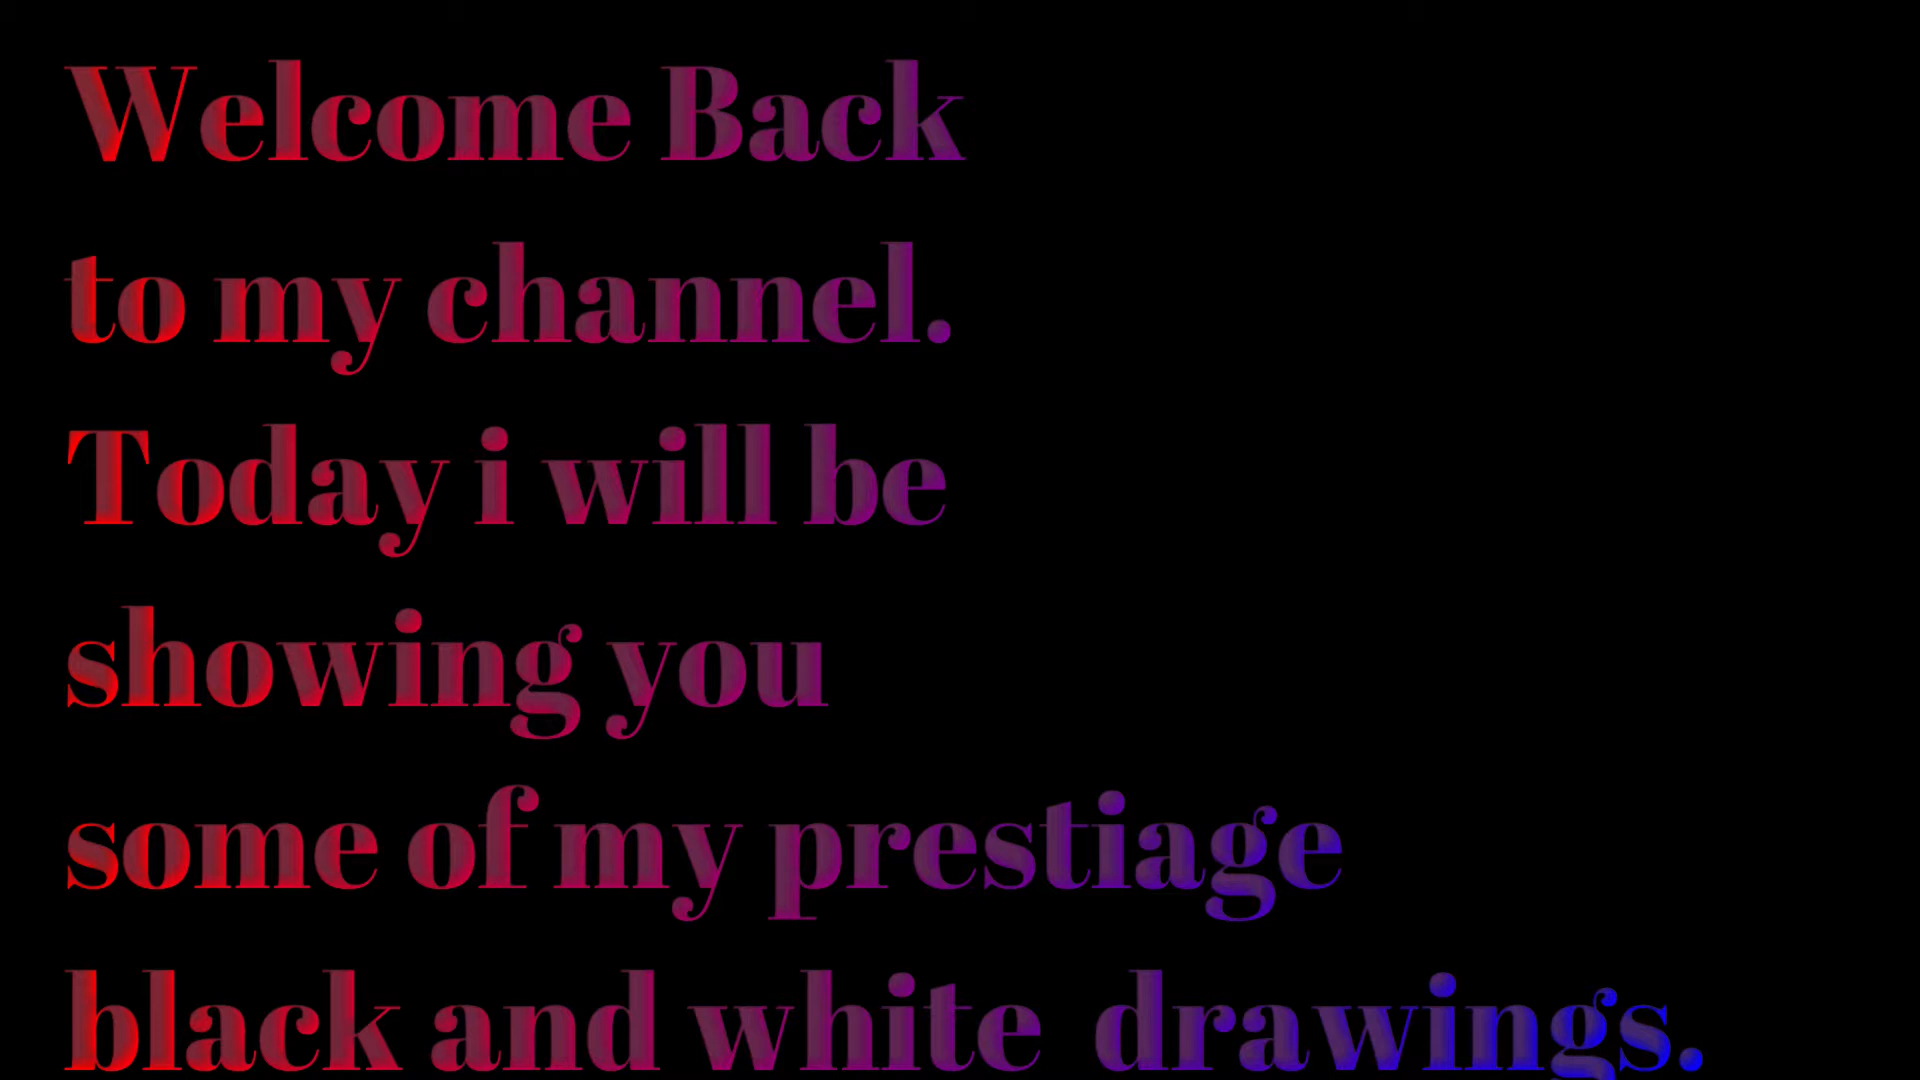 Welcome Back
to my channel.
Today i will be
showing you
some of my prestiage
black and white  drawings.